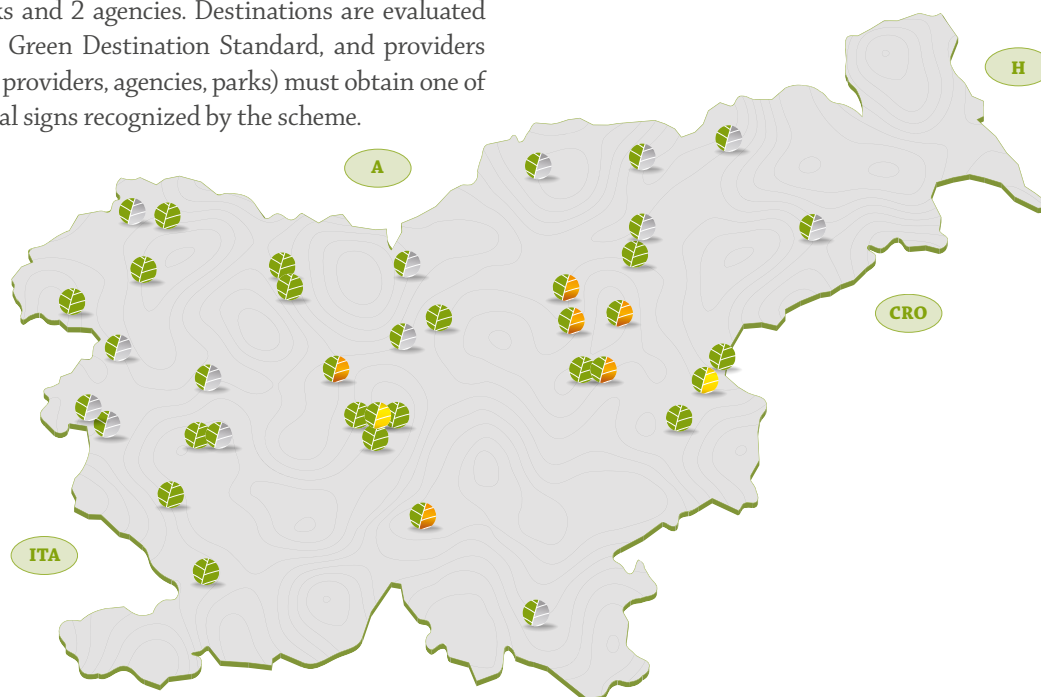 ks and 2 agencies. Destinations are evaluated
Green Destination Standard, and providers
providers, agencies, parks) must obtain one of
al signs recognized by the scheme.
H
A
CRO
ITA